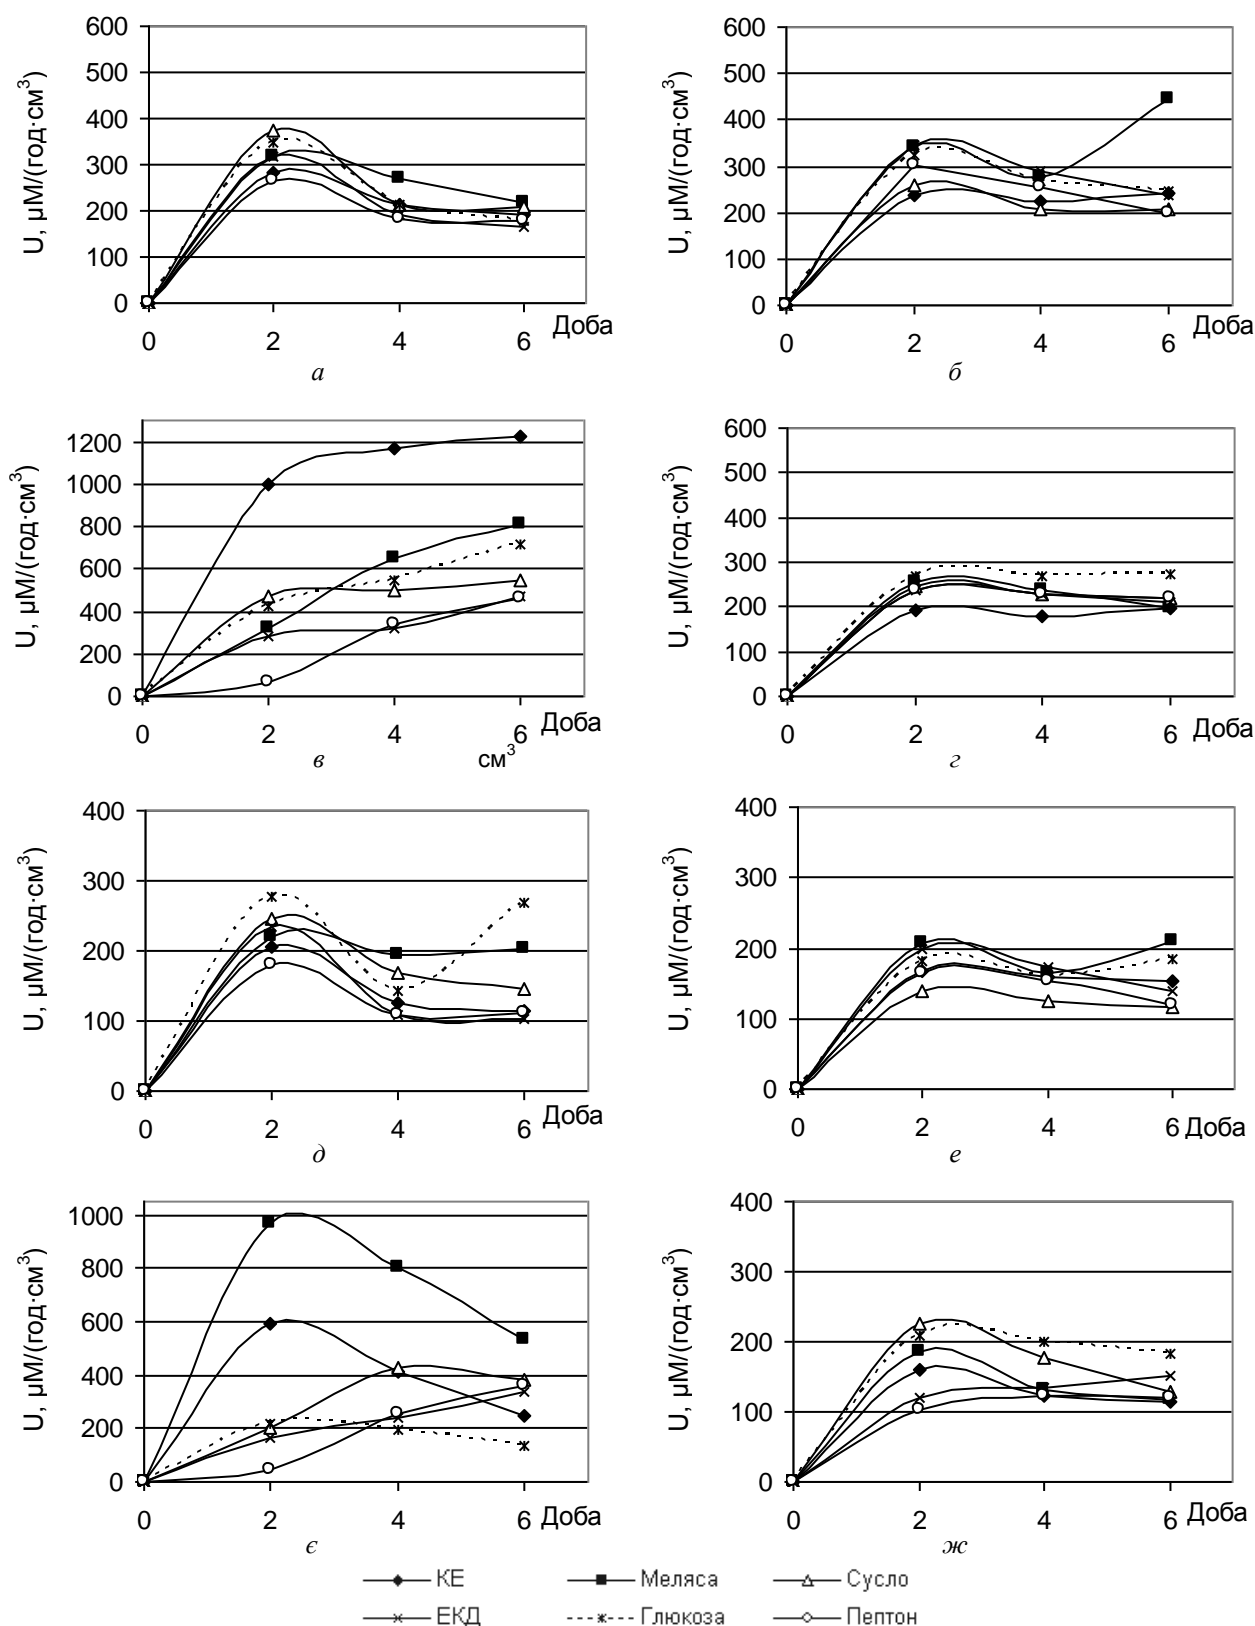 U, μM/(год·см³)
600
500
400
300
200
100
0
0 2 4 6 Доба
а
U, μM/(год·см³)
600
500
400
300
200
100
0
0 2 4 6 Доба
б
U, μM/(год·см³)
1200
1000
800
600
400
200
0
0 2 4 6 Доба
в см³
U, μM/(год·см³)
600
500
400
300
200
100
0
0 2 4 6 Доба
г
U, μM/(год·см³)
400
300
200
100
0
0 2 4 6 Доба
д
U, μM/(год·см³)
400
300
200
100
0
0 2 4 6 Доба
е
U, μM/(год·см³)
1000
800
600
400
200
0
0 2 4 6 Доба
є
U, μM/(год·см³)
400
300
200
100
0
0 2 4 6 Доба
ж
КЕ Меляса Сусло
ЕКД Глюкоза Пептон